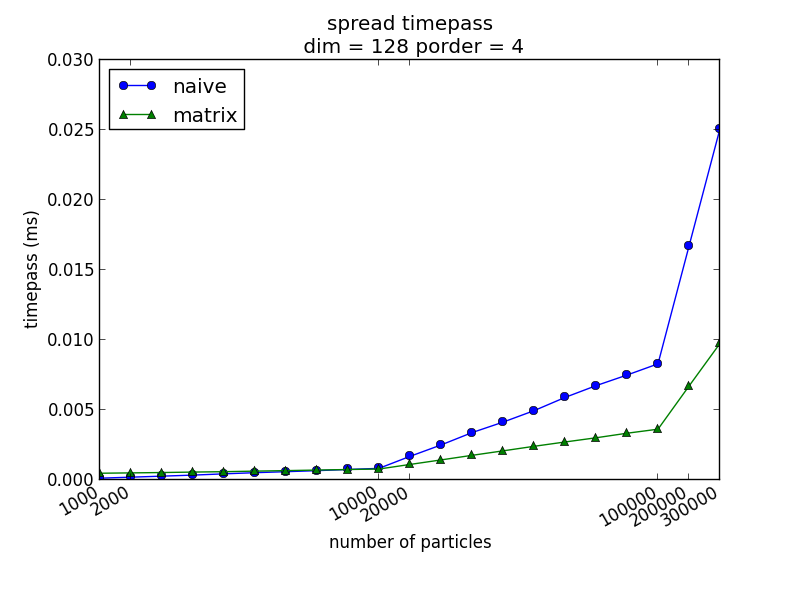 spread timepass
dim = 128 porder = 4
naive
matrix
0.030
0.025
0.020
0.015
0.010
0.005
0.000
timepass (ms)
1000
2000
10000
20000
100000
200000
300000
number of particles